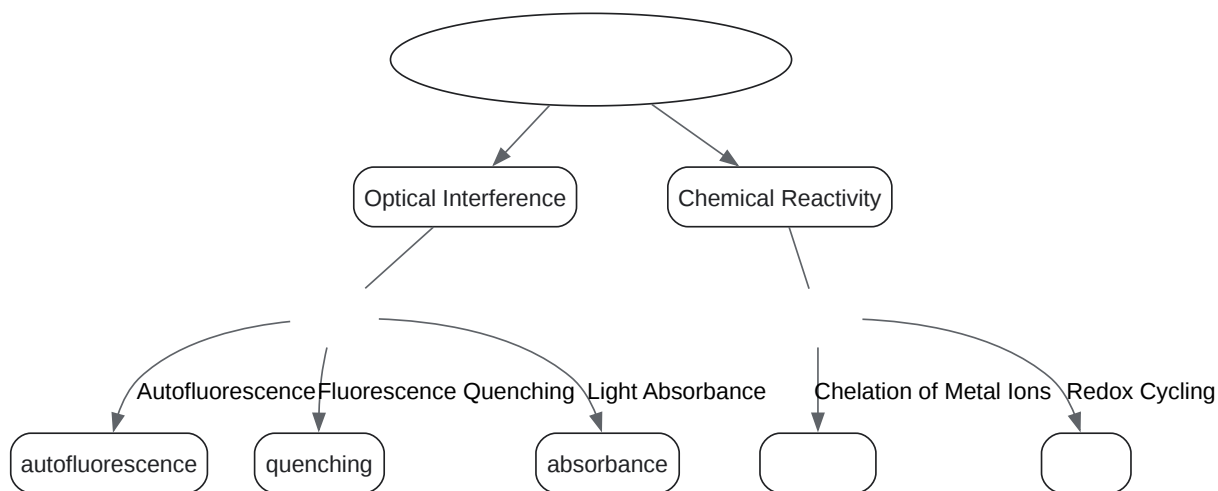 Optical Interference
Chemical Reactivity
Autofluorescence
Fluorescence Quenching
Light Absorbance
Chelation of Metal Ions
Redox Cycling
autofluorescence
quenching
absorbance